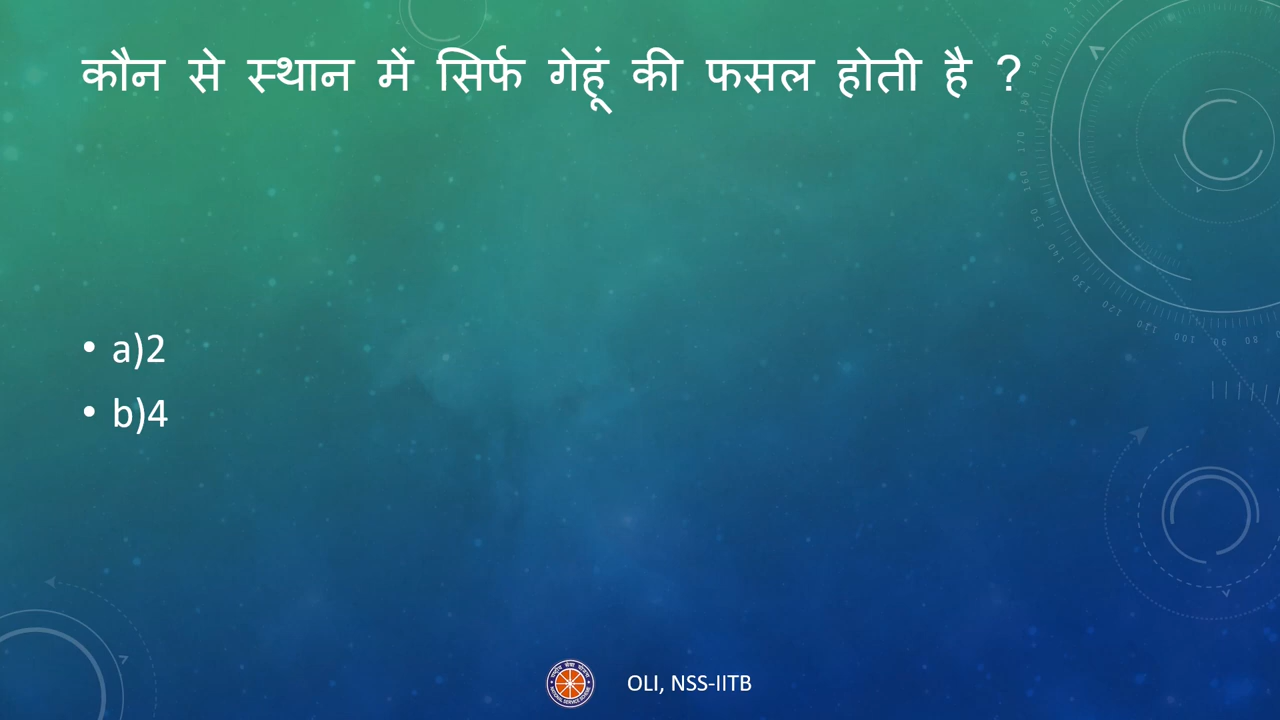 कौन से स्थान में सिर्फ गेहूं की फसल होती है ?
• a)2
• b)4
OLI, NSS-IITB